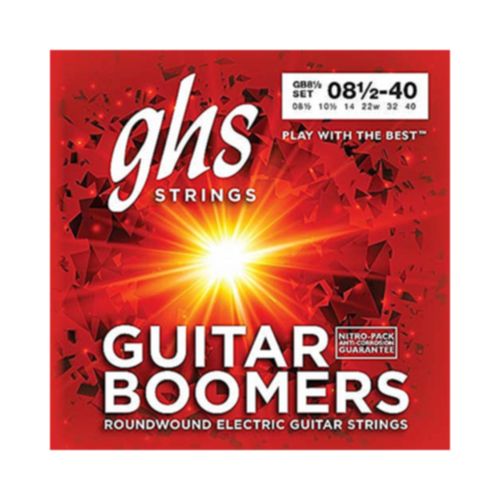 ghs
STRINGS
GB8½
SET
08½-40
08½ 10½ 14 22w 32 40
PLAY WITH THE BEST™
GUITAR
BOOMERS
NITRO-PACK
ANTI-CORROSION
GUARANTEE
ROUNDWOUND ELECTRIC GUITAR STRINGS